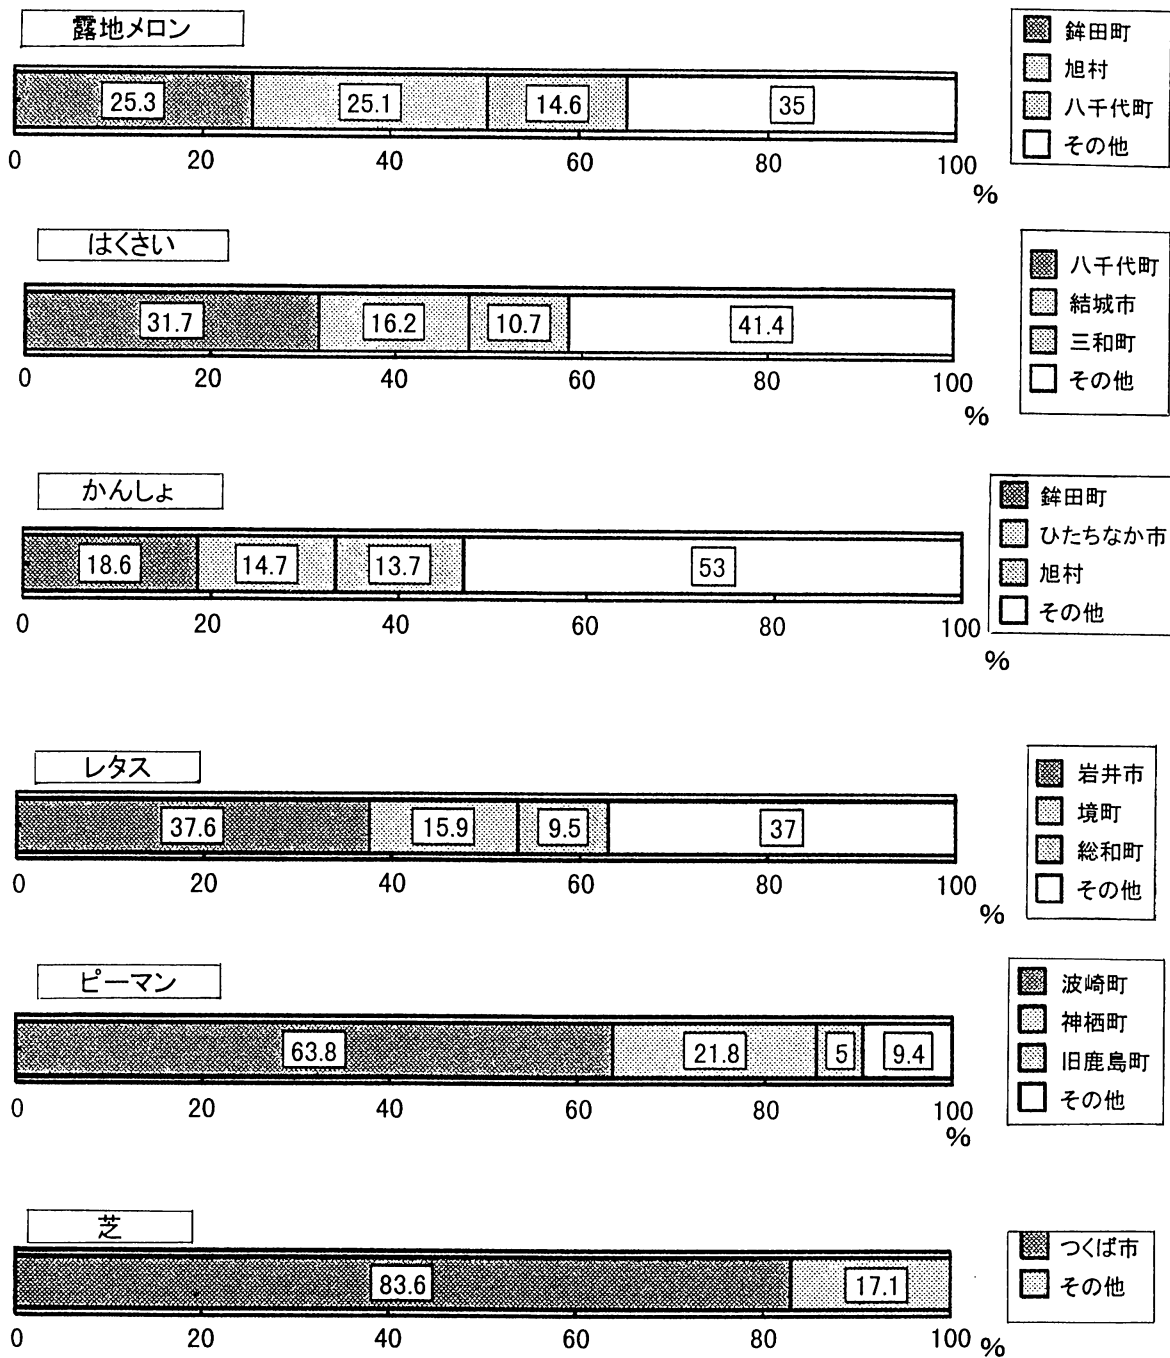 露地メロン
25.3 25.1 14.6 35
0 20 40 60 80 100
%
鉾田町
旭村
八千代町
その他
はくさい
31.7 16.2 10.7 41.4
0 20 40 60 80 100
%
八千代町
結城市
三和町
その他
かんしょ
18.6 14.7 13.7 53
0 20 40 60 80 100
%
鉾田町
ひたちなか市
旭村
その他
レタス
37.6 15.9 9.5 37
0 20 40 60 80 100
%
岩井市
境町
総和町
その他
ピーマン
63.8 21.8 5 9.4
0 20 40 60 80 100
%
波崎町
神栖町
旧鹿島町
その他
芝
83.6 17.1
0 20 40 60 80 100 %
つくば市
その他